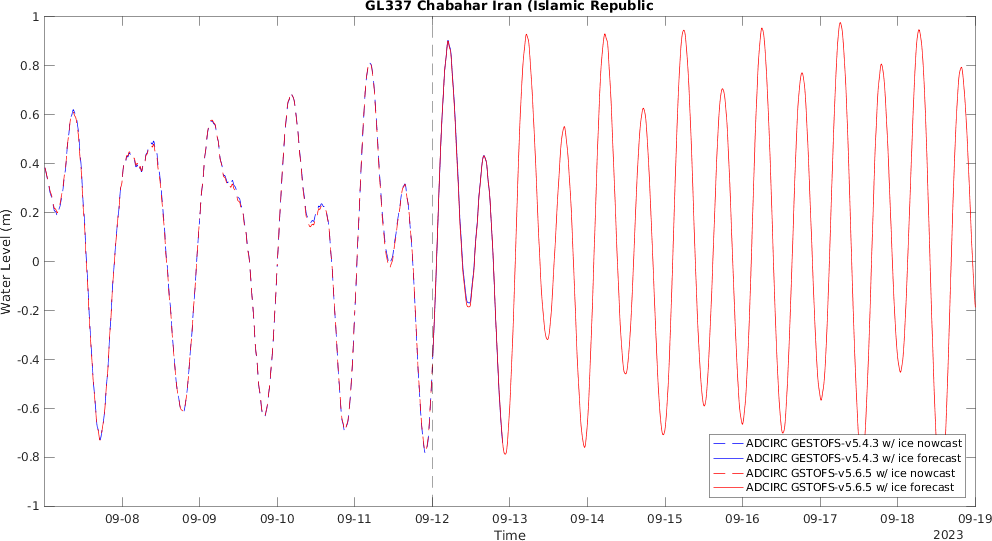 GL337 Chabahar Iran (Islamic Republic
1
0.8
0.6
0.4
0.2
0
-0.2
-0.4
-0.6
-0.8
-1
Water Level (m)
09-08 09-09 09-10 09-11 09-12 09-13 09-14 09-15 09-16 09-17 09-18 09-19
Time
2023
ADCIRC GESTOFS-v5.4.3 w/ ice nowcast
ADCIRC GESTOFS-v5.4.3 w/ ice forecast
ADCIRC GSTOFS-v5.6.5 w/ ice nowcast
ADCIRC GSTOFS-v5.6.5 w/ ice forecast